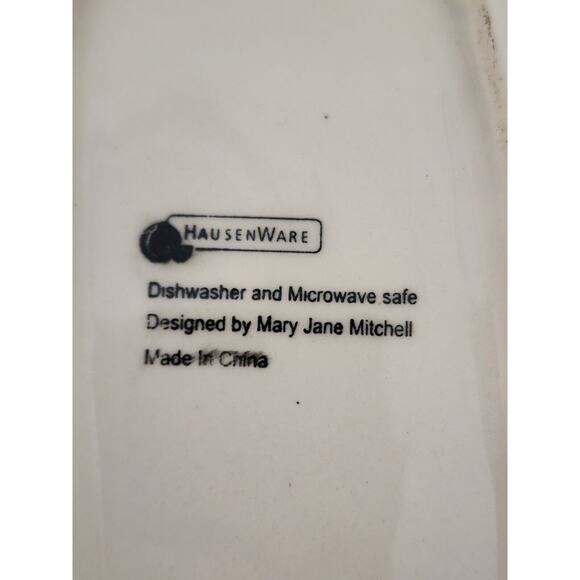 HAUSENWARE
Dishwasher and Microwave safe
Designed by Mary Jane Mitchell
Made In China